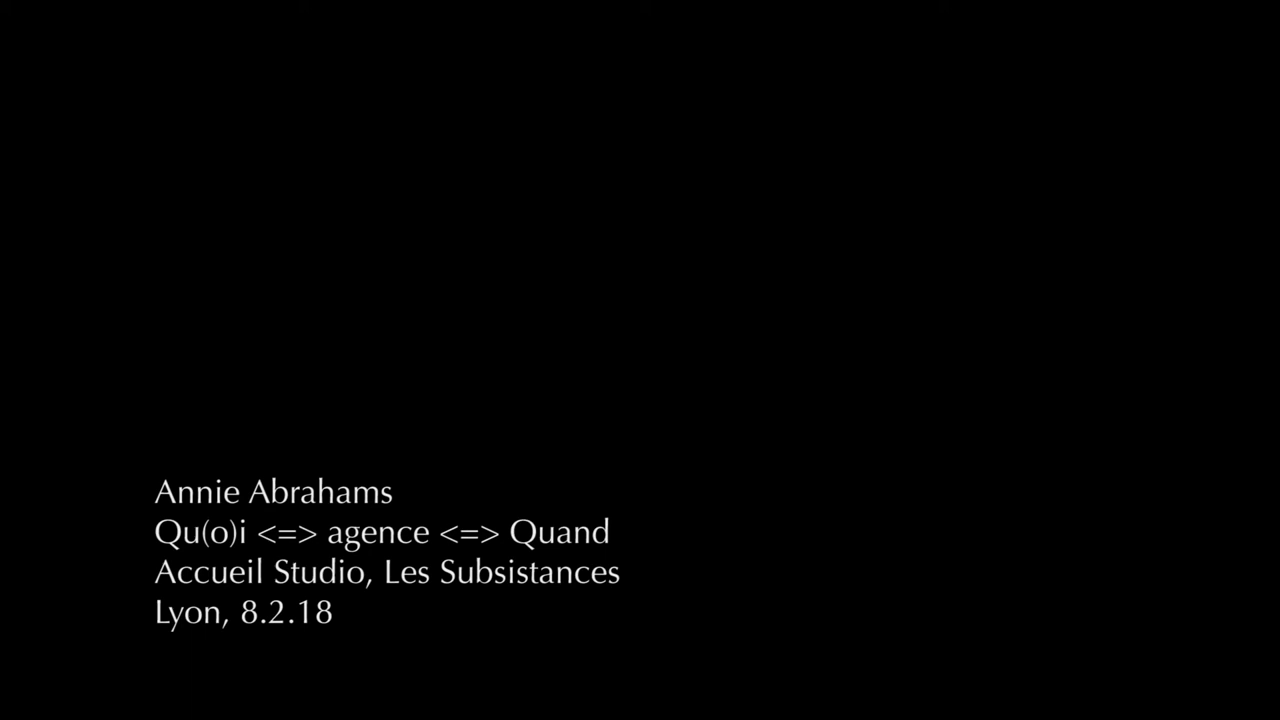 Annie Abrahams
Qu(o)i <=> agence <=> Quand
Accueil Studio, Les Subsistances
Lyon, 8.2.18